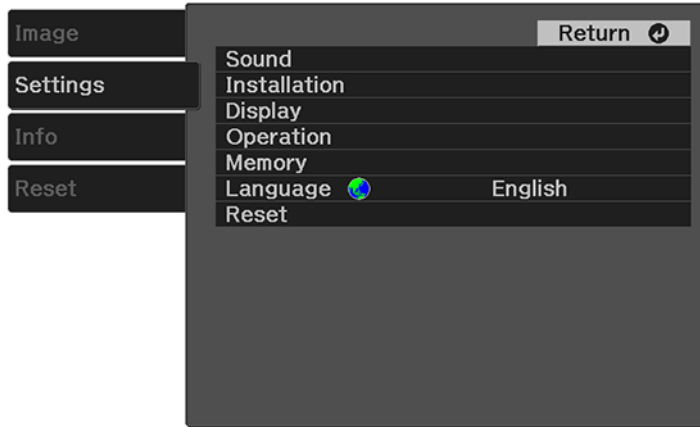 Image
Settings
Info
Reset
Return
Sound
Installation
Display
Operation
Memory
Language English
Reset